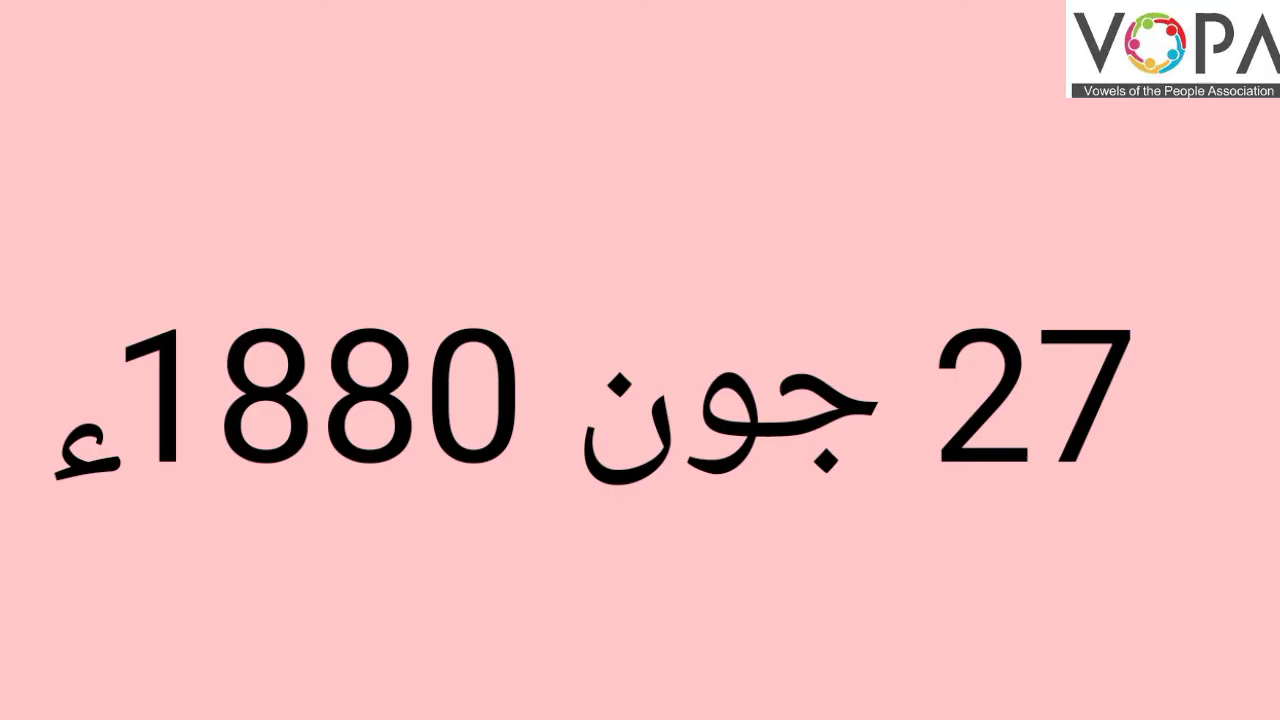 VOPA
Vowels of the People Association
27 جون 1880ء